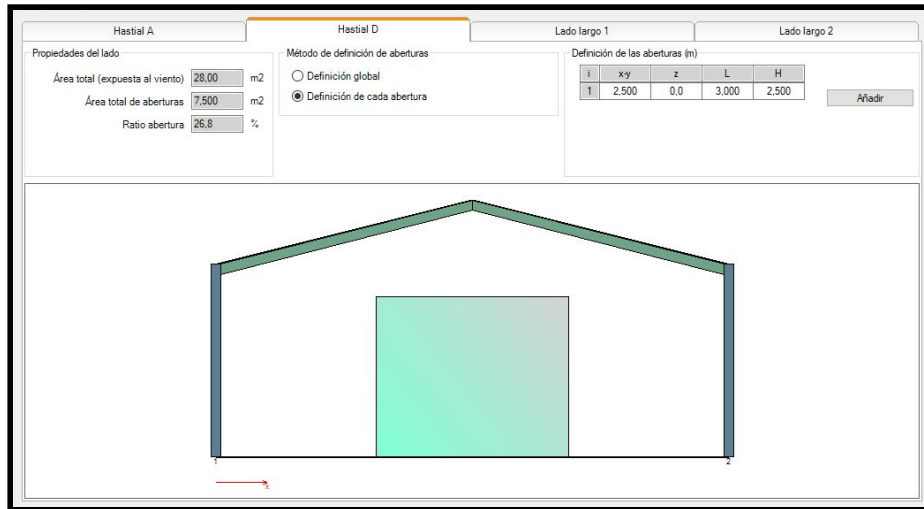 Hastial A
Hastial D
Lado largo 1
Lado largo 2
Propiedades del lado
Área total (expuesta al viento) 28,00 m2
Área total de aberturas 7,500 m2
Ratio abertura 26,8 %
Método de definición de aberturas
Definición global
Definición de cada abertura
Definición de las aberturas (m)
i x-y z L H
1 2,500 0,0 3,000 2,500
Añadir
1
2
x